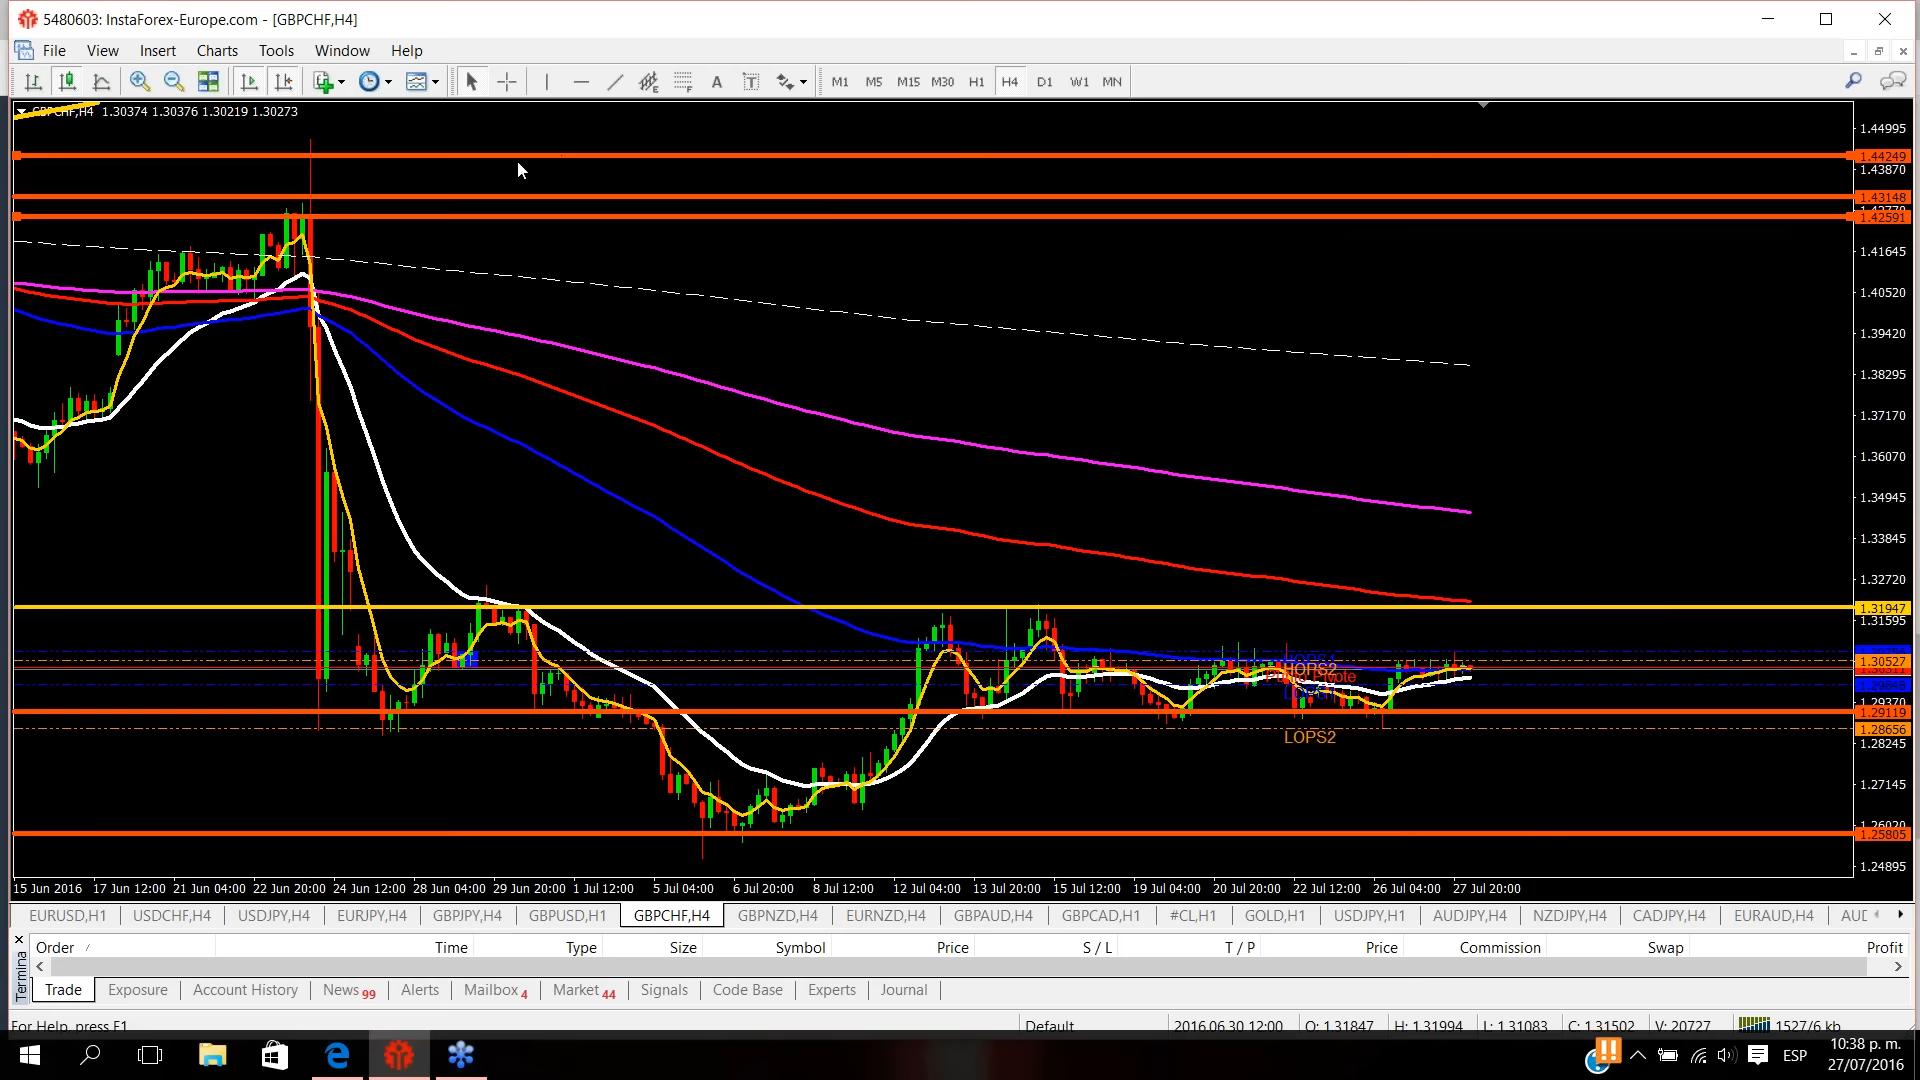 5480603: InstaForex-Europe.com - [GBPCHF,H4]
File View Insert Charts Tools Window Help
M1 M5 M15 M30 H1 H4 D1 W1 MN
GBPCHF,H4 1.30374 1.30376 1.30219 1.30273
1.44995
1.44249
1.43870
1.43148
1.42591
1.41645
1.40520
1.39420
1.38295
1.37170
1.36070
1.34945
1.33845
1.32720
1.31947
1.31595
1.30527
HOPS2
Pivote
1.29370
1.29119
1.28656
LOPS2
1.28245
1.27145
1.26020
1.25805
1.24895
15 Jun 2016 17 Jun 12:00 21 Jun 04:00 22 Jun 20:00 24 Jun 12:00 28 Jun 04:00 29 Jun 20:00 1 Jul 12:00 5 Jul 04:00 6 Jul 20:00 8 Jul 12:00 12 Jul 04:00 13 Jul 20:00 15 Jul 12:00 19 Jul 04:00 20 Jul 20:00 22 Jul 12:00 26 Jul 04:00 27 Jul 20:00
EURUSD,H1 USDCHF,H4 USDJPY,H4 EURJPY,H4 GBPJPY,H4 GBPUSD,H1 GBPCHF,H4 GBPNZD,H4 EURNZD,H4 GBPAUD,H4 GBPCAD,H1 #CL,H1 GOLD,H1 USDJPY,H1 AUDJPY,H4 NZDJPY,H4 CADJPY,H4 EURAUD,H4 AUD
Order Time Type Size Symbol Price S / L T / P Price Commission Swap Profit
Termina
Trade Exposure Account History News 99 Alerts Mailbox 4 Market 44 Signals Code Base Experts Journal
For Help, press F1 Default 2016.06.30 12:00 O: 1.31847 H: 1.31994 L: 1.31083 C: 1.31502 V: 20727 1527/6 kb
ESP
10:38 p. m.
27/07/2016